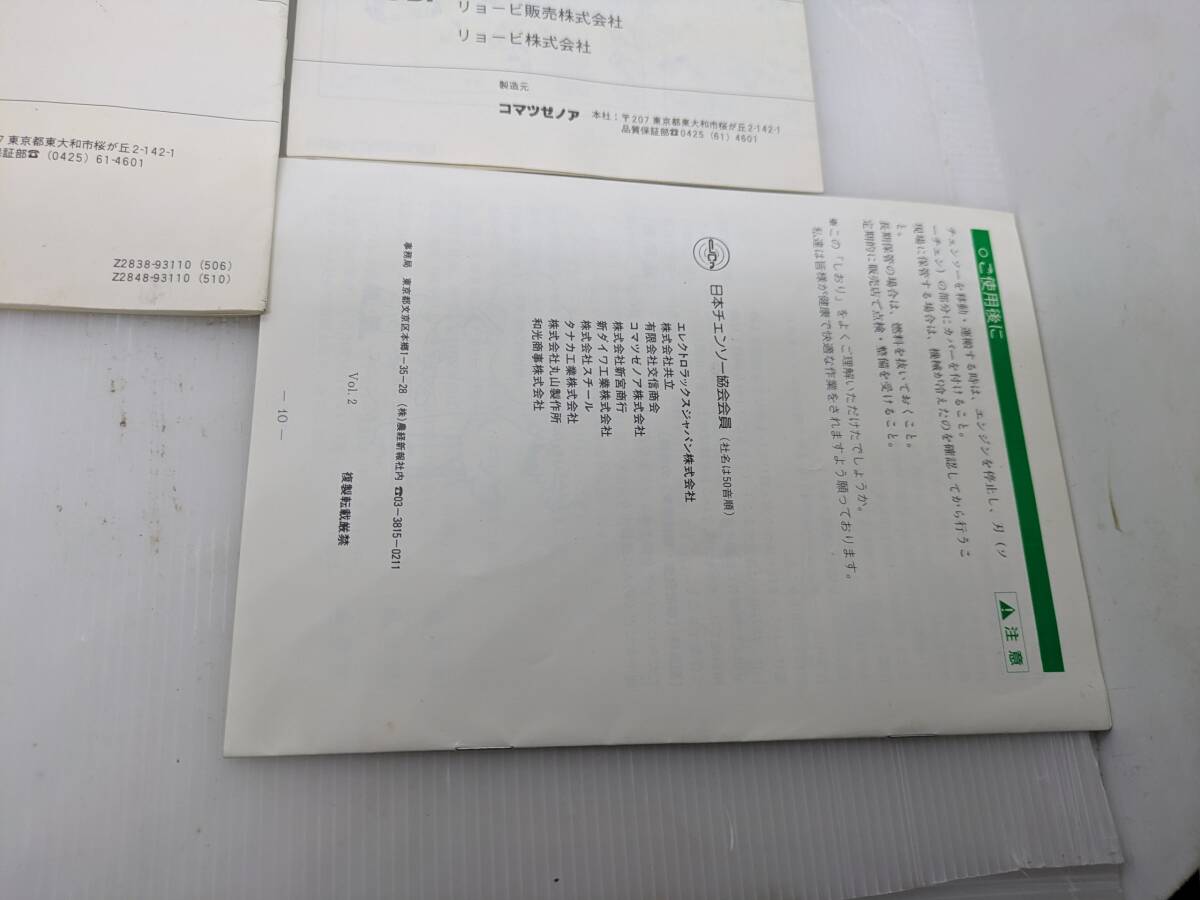 7 東京都東大和市桜が丘2-142-1
保証部☎ (0425) 61-4601
Z2838-93110 (506)
Z2848-93110 (510)
リョービ販売株式会社
リョービ株式会社
製造元
コマツゼノア 本社：〒207 東京都東大和市桜が丘2-142-1
品質保証部☎0425 (61) 4601
○ご使用後に
⚠ 注意
チェンソーを移動・運搬する時は、エンジンを停止し、刃（ソ
ーチェン）の部分にカバーを付けること。
現場に保管する場合は、機械が冷えたのを確認してから行うこ
と。
長期保管の場合は、燃料を抜いておくこと。
定期的に販売店で点検・整備を受けること。
※この「しおり」をよくご理解いただけたでしょうか。
私達は皆様が健康で快適な作業をされますよう願っております。
日本チエンソー協会会員（社名は50音順）
エレクトロラックスジャパン株式会社
株式会社共立
有限会社交信商会
コマツゼノア株式会社
株式会社新宮商行
新ダイワ工業株式会社
株式会社スチール
タナカ工業株式会社
株式会社丸山製作所
和光商事株式会社
事務局 東京都文京区本郷1−35−28 (株)農経新報社内 ☎03−3815−0211
Vol.2 複製転載厳禁
— 10 —